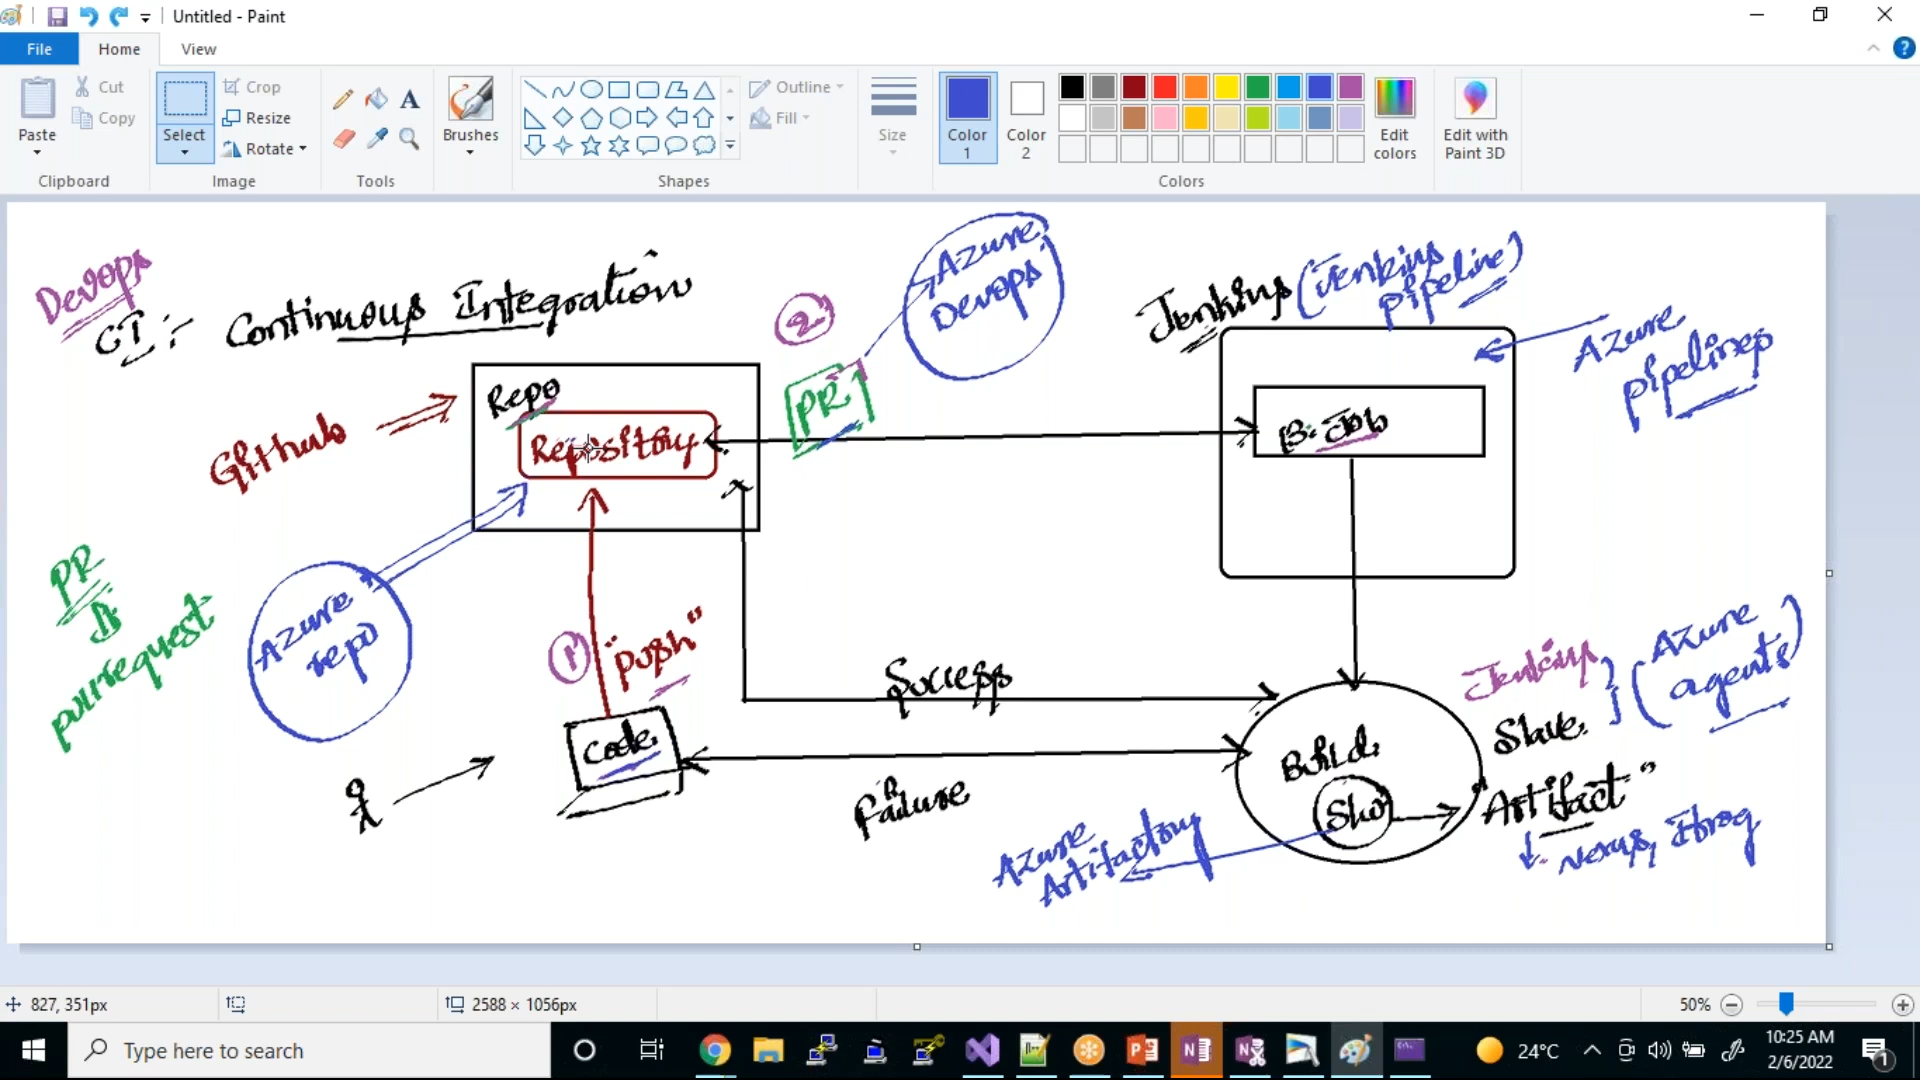 Untitled - Paint
File
Home
View
Paste
Cut
Copy
Clipboard
Select
Crop
Resize
Rotate
Image
Tools
Brushes
Shapes
Outline
Fill
Size
Color 1
Color 2
Edit colors
Edit with Paint 3D
Colors
Devops
CI :- Continuous Integration
Github
Repo
Repository
2
PR
Azure Devops
Jenkins (Jenkins pipeline)
Azure pipelines
B. Job
PR
Azure repo
1
"Push"
Code
Success
Failure
Build
Jenkins
Slave
(Azure agents)
"Artifact"
Azure Artifactory
827, 351px
2588 × 1056px
50%
Type here to search
24°C
10:25 AM
2/6/2022
1